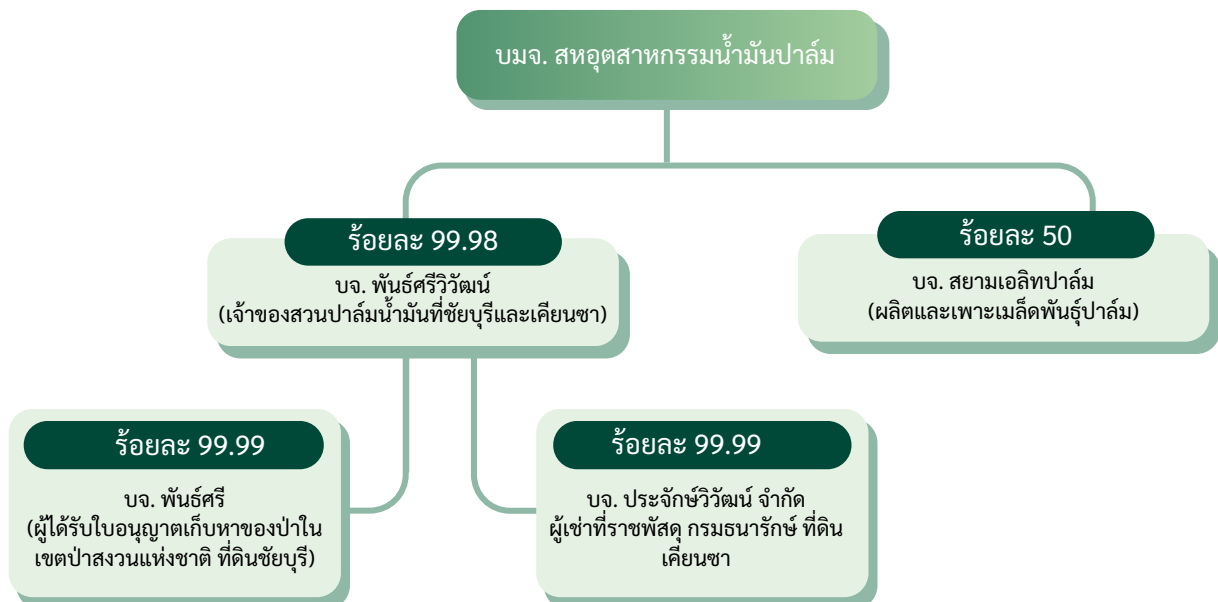 บมจ. สหอุตสาหกรรมน้ำมันปาล์ม
ร้อยละ 99.98
บจ. พันธ์ศรีวิวัฒน์
(เจ้าของสวนปาล์มน้ำมันที่ชัยบุรีและเคียนซา)
ร้อยละ 50
บจ. สยามเอลิทปาล์ม
(ผลิตและเพาะเมล็ดพันธุ์ปาล์ม)
ร้อยละ 99.99
บจ. พันธ์ศรี
(ผู้ได้รับใบอนุญาตเก็บหาของป่าใน
เขตป่าสงวนแห่งชาติ ที่ดินชัยบุรี)
ร้อยละ 99.99
บจ. ประจักษ์วิวัฒน์ จำกัด
ผู้เช่าที่ราชพัสดุ กรมธนารักษ์ ที่ดิน
เคียนซา